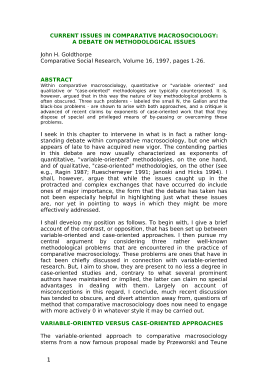 CURRENT ISSUES IN COMPARATIVE MACROSOCIOLOGY:
A DEBATE ON METHODOLOGICAL ISSUES
John H. Goldthorpe
Comparative Social Research, Volume 16, 1997, pages 1-26.
ABSTRACT
Within comparative macrosociology, quantitative or "variable oriented" and
qualitative or "case-oriented" methodologies are typically counterposed. It is,
however, argued that in this way the nature of key methodological problems is
often obscured. Three such problems - labeled the small N, the Galton and the
black-box problems - are shown to arise with both approaches; and a critique is
advanced of recent claims by exponents of case-oriented work that that they
dispose of special and privileged means of by-passing or overcoming these
problems.
I seek in this chapter to intervene in what is in fact a rather long-
standing debate within comparative macrosociology, but one which
appears of late to have acquired new vigor. The contending parties
in this debate are now usually characterized as exponents of
quantitative, "variable-oriented" methodologies, on the one hand,
and of qualitative, "case-oriented" methodologies, on the other (see
e.g., Ragin 1987; Rueschemeyer 1991; Janoski and Hicks 1994). I
shall, however, argue that while the issues caught up in the
protracted and complex exchanges that have occurred do include
ones of major importance, the form that the debate has taken has
not been especially helpful in highlighting just what these issues
are, nor yet in pointing to ways in which they might be more
effectively addressed.
I shall develop my position as follows. To begin with, I give a brief
account of the contrast, or opposition, that has been set up between
variable-oriented and case-oriented approaches. I then pursue my
central argument by considering three rather well-known
methodological problems that are encountered in the practice of
comparative macrosociology. These problems are ones that have in
fact been chiefly discussed in connection with variable-oriented
research. But, I aim to show, they are present to no less a degree in
case-oriented studies and, contrary to what several prominent
authors have maintained or implied, the latter can claim no special
advantages in dealing with them. Largely on account of
misconceptions in this regard, I conclude, much recent discussion
has tended to obscure, and divert attention away from, questions of
method that comparative macrosociology does now need to engage
with more actively 0 in whatever style it may be carried out.
VARIABLE-ORIENTED VERSUS CASE-ORIENTED APPROACHES
The variable-oriented approach to comparative macrosociology
stems from a now famous proposal made by Przeworski and Teune
1